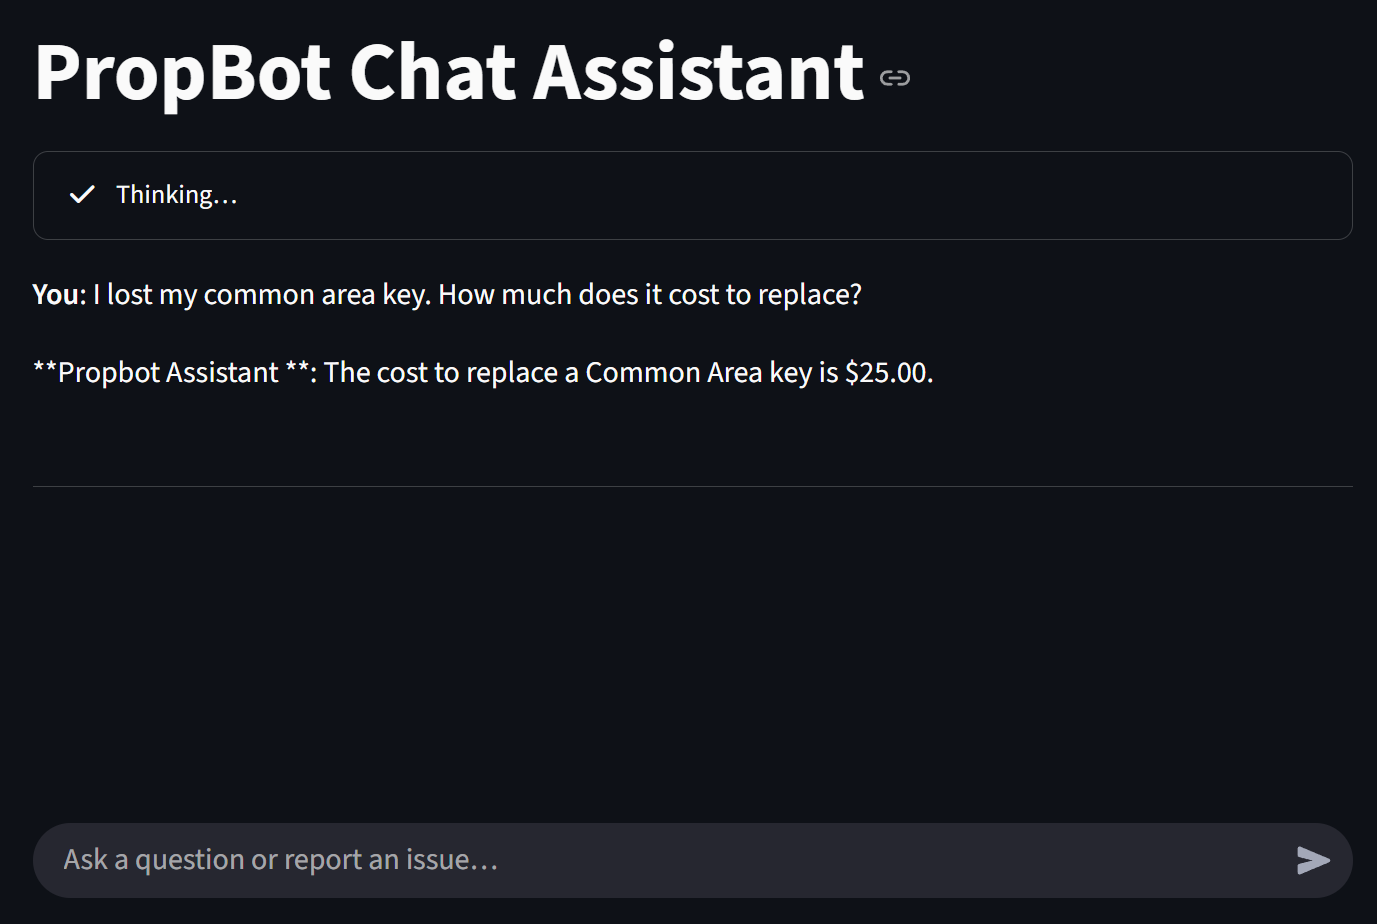 PropBot Chat Assistant
Thinking...
You: I lost my common area key. How much does it cost to replace?
**Propbot Assistant **: The cost to replace a Common Area key is $25.00.
Ask a question or report an issue...